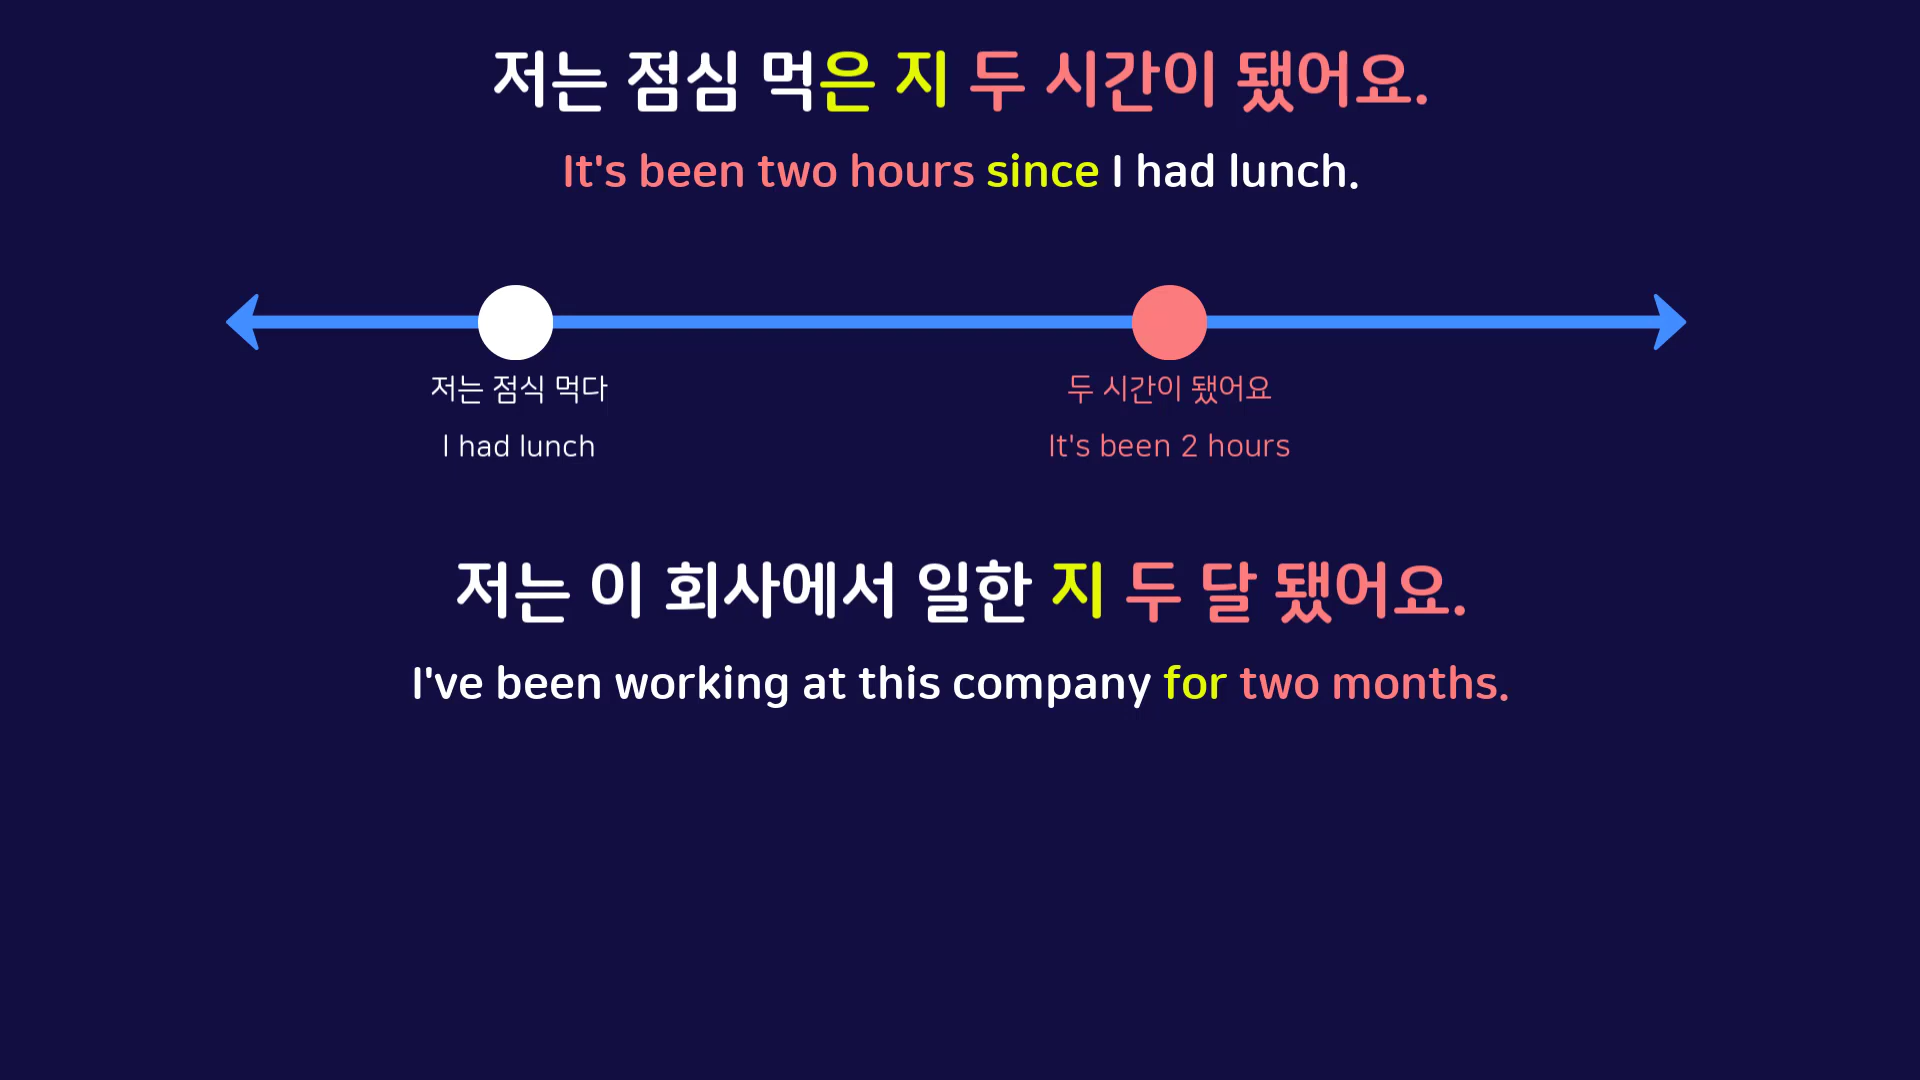 저는 점심 먹은 지 두 시간이 됐어요.
It's been two hours since I had lunch.
저는 점식 먹다
두 시간이 됐어요
I had lunch
It's been 2 hours
저는 이 회사에서 일한 지 두 달 됐어요.
I've been working at this company for two months.